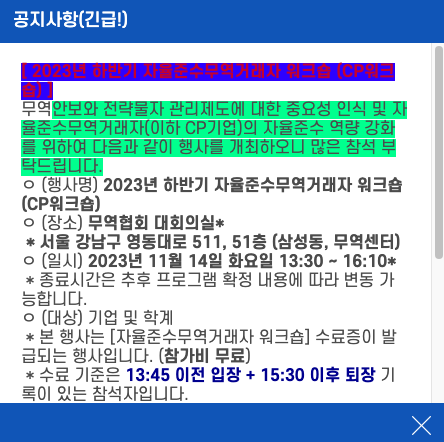 공지사항(긴급!)
[ 2023년 하반기 자율준수무역거래자 워크숍 (CP워크
숍) ]
무역안보와 전략물자 관리제도에 대한 중요성 인식 및 자
율준수무역거래자(이하 CP기업)의 자율준수 역량 강화
를 위하여 다음과 같이 행사를 개최하오니 많은 참석 부
탁드립니다.
ㅇ (행사명) 2023년 하반기 자율준수무역거래자 워크숍
(CP워크숍)
ㅇ (장소) 무역협회 대회의실*
* 서울 강남구 영동대로 511, 51층 (삼성동, 무역센터)
ㅇ (일시) 2023년 11월 14일 화요일 13:30 ~ 16:10*
* 종료시간은 추후 프로그램 확정 내용에 따라 변동 가
능합니다.
ㅇ (대상) 기업 및 학계
* 본 행사는 [자율준수무역거래자 워크숍] 수료증이 발
급되는 행사입니다. (참가비 무료)
* 수료 기준은 13:45 이전 입장 + 15:30 이후 퇴장 기
록이 있는 참석자입니다.